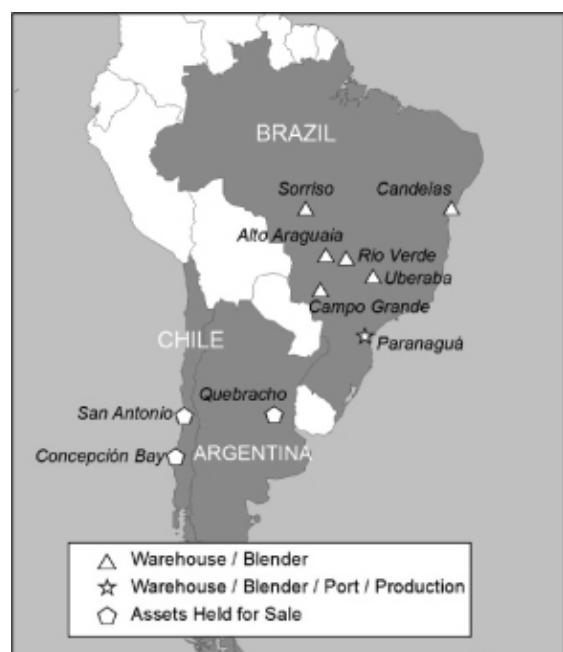 BRAZIL
Sorriso
Candeias
Alto Araguaia
Rio Verde
Uberaba
Campo Grande
CHILE
Paranaguá
Quebracho
San Antonio
Concepción Bay
ARGENTINA
Warehouse / Blender
Warehouse / Blender / Port / Production
Assets Held for Sale